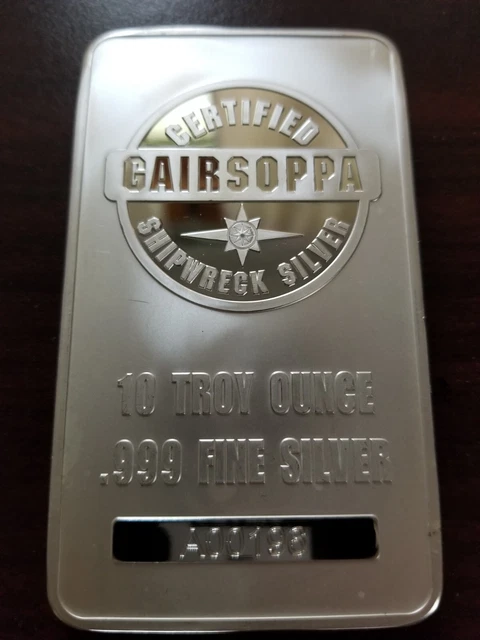 CERTIFIED
GAIRSOPPA
SHIPWRECK SILVER
10 TROY OUNCE
.999 FINE SILVER